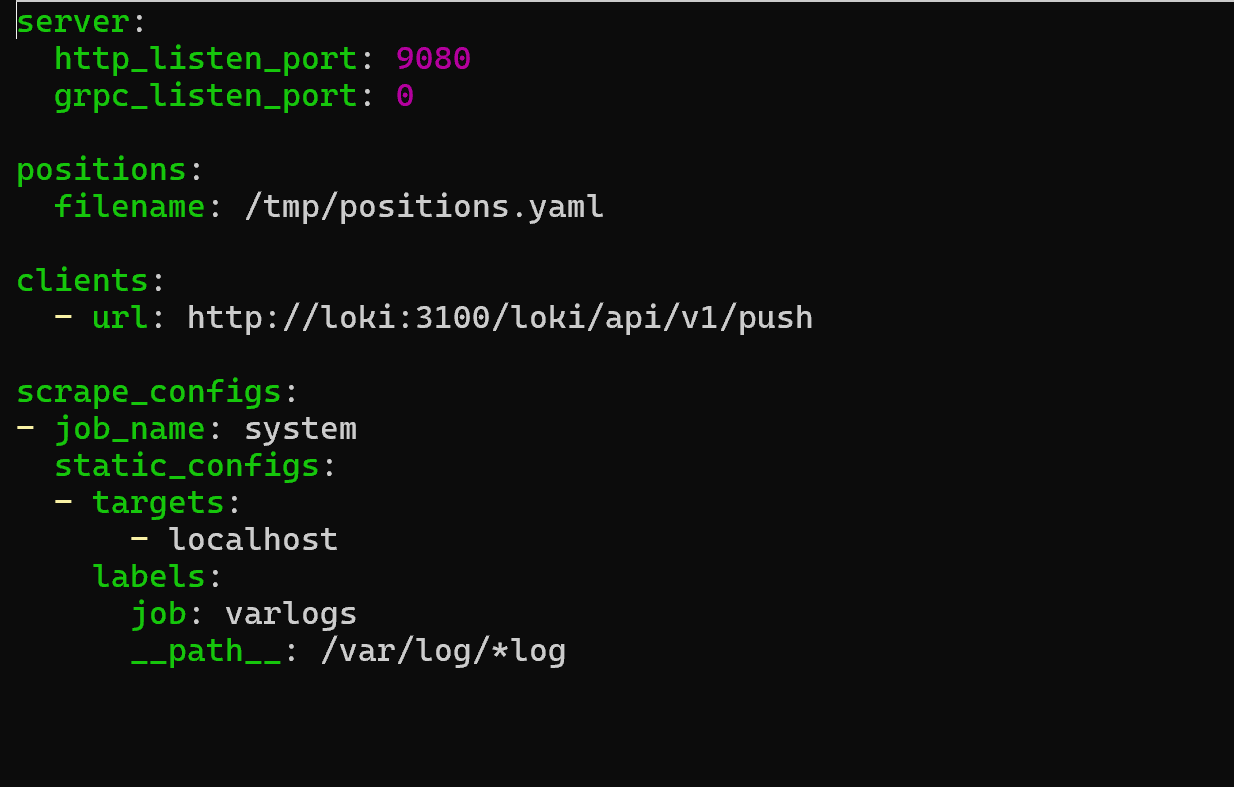 server:
  http_listen_port: 9080
  grpc_listen_port: 0

positions:
  filename: /tmp/positions.yaml

clients:
  - url: http://loki:3100/loki/api/v1/push

scrape_configs:
- job_name: system
  static_configs:
  - targets:
      - localhost
    labels:
      job: varlogs
      __path__: /var/log/*log